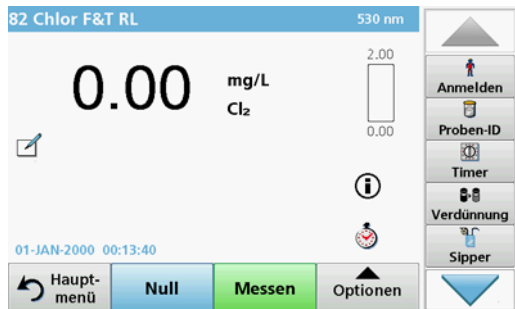 82 Chlor F&T RL
530 nm
0.00
mg/L
Cl₂
2.00
0.00
01-JAN-2000 00:13:40
Haupt-
menü
Null
Messen
Optionen
Anmelden
Proben-ID
Timer
Verdünnung
Sipper